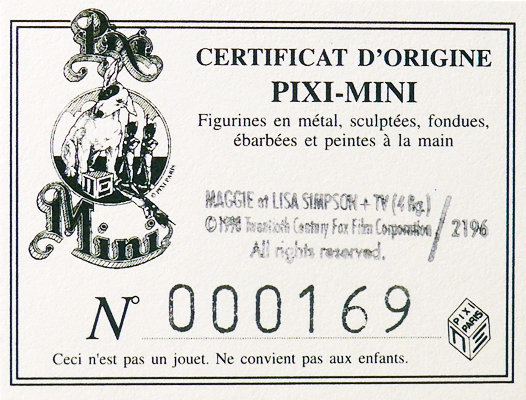 Pixi
CERTIFICAT D'ORIGINE
PIXI-MINI
Figurines en métal, sculptées, fondues,
ébarbées et peintes à la main
© PIXI PARIS
Mini
MAGGIE et LISA SIMPSON + TV (4 fig.)
© Twentieth Century Fox Film Corporation / 2196
All rights reserved.
N° 000169
PIXI
PARIS
Ceci n'est pas un jouet. Ne convient pas aux enfants.